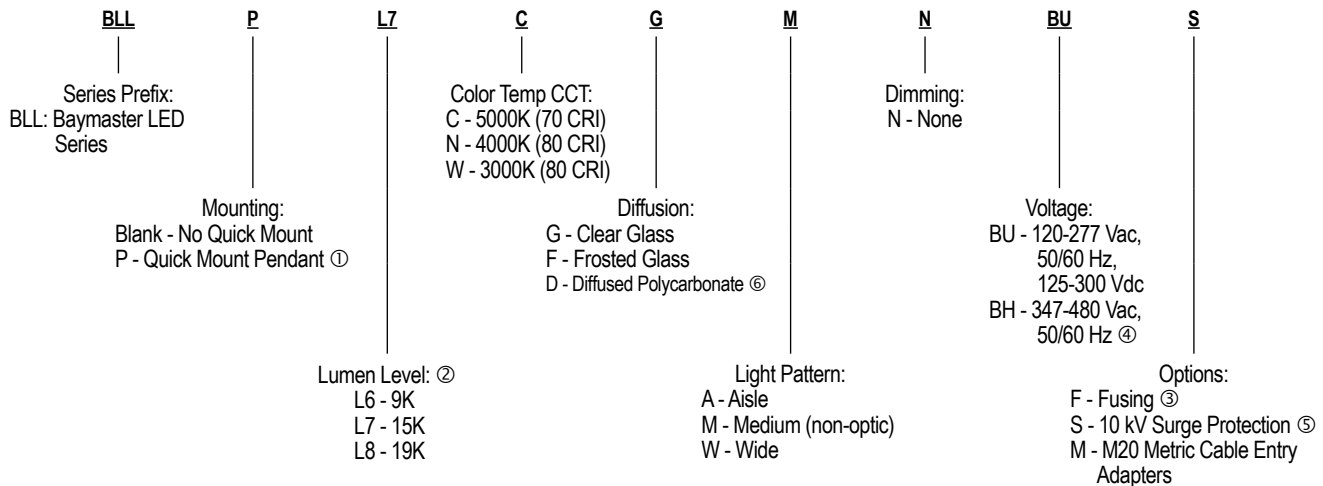 BLL P L7 C G M N BU S
Series Prefix:
BLL: Baymaster LED
Series
Color Temp CCT:
C - 5000K (70 CRI)
N - 4000K (80 CRI)
W - 3000K (80 CRI)
Dimming:
N - None
Mounting:
Blank - No Quick Mount
P - Quick Mount Pendant ①
Diffusion:
G - Clear Glass
F - Frosted Glass
D - Diffused Polycarbonate ⑥
Voltage:
BU - 120-277 Vac,
50/60 Hz,
125-300 Vdc
BH - 347-480 Vac,
50/60 Hz ④
Lumen Level: ②
L6 - 9K
L7 - 15K
L8 - 19K
Light Pattern:
A - Aisle
M - Medium (non-optic)
W - Wide
Options:
F - Fusing ③
S - 10 kV Surge Protection ⑤
M - M20 Metric Cable Entry
Adapters